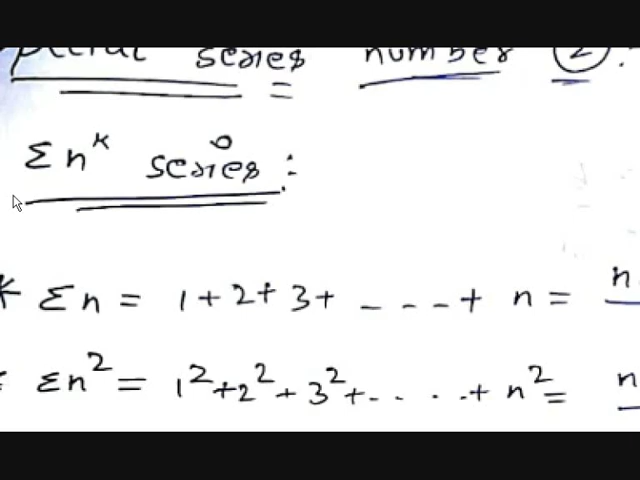 series number 2:
Σn^k series:
* Σn = 1+2+3+ - - - - + n = n
Σn² = 1²+2²+3²+ . . . . + n² = n